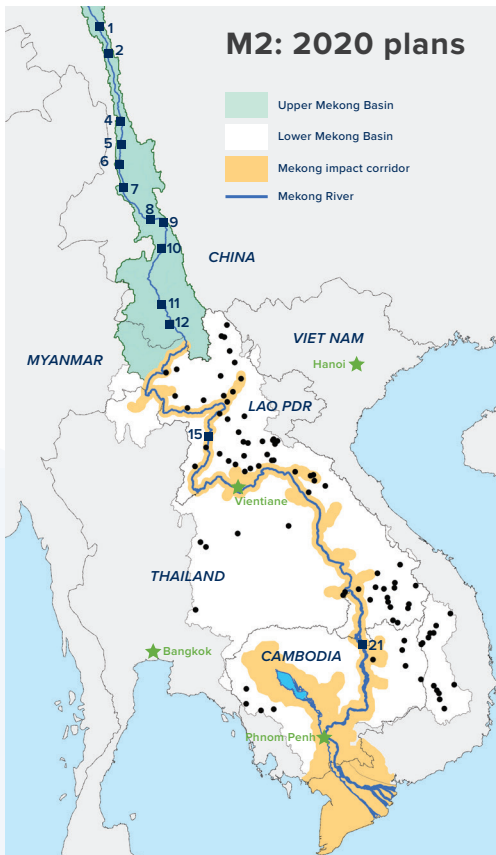 M2: 2020 plans
Upper Mekong Basin
Lower Mekong Basin
Mekong impact corridor
Mekong River
1
2
4
5
6
7
8
9
10
CHINA
11
12
MYANMAR
VIET NAM
Hanoi
LAO PDR
15
Vientiane
THAILAND
21
Bangkok
CAMBODIA
Phnom Penh